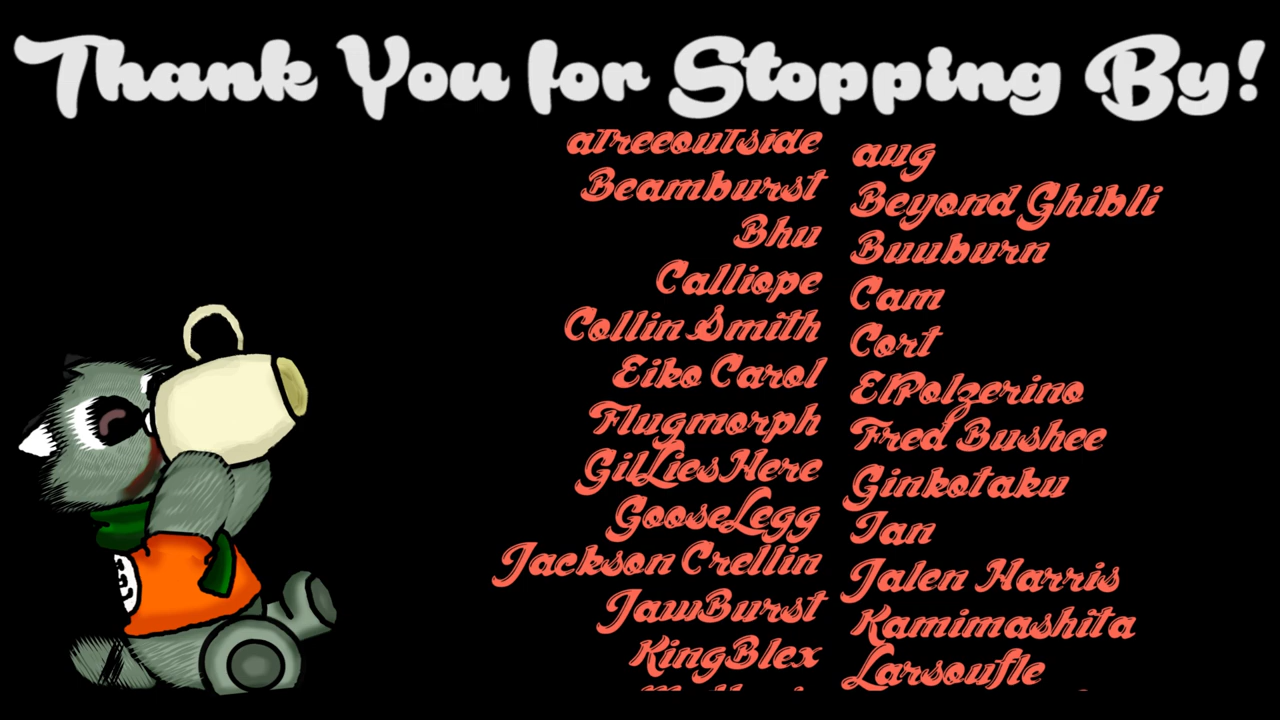 Thank You for Stopping By!
atreeoutside
aug
Beamburst
Beyond Ghibli
Bhu
Buuburn
Calliope
Cam
Collin Smith
Cort
Eiko Carol
ElPolzerino
Flugmorph
Fred Bushee
GilLiesHere
Ginkotaku
GooseLegg
Ian
Jackson Crellin
Jalen Harris
JawBurst
Kamimashita
KingBlex
Larsoufle